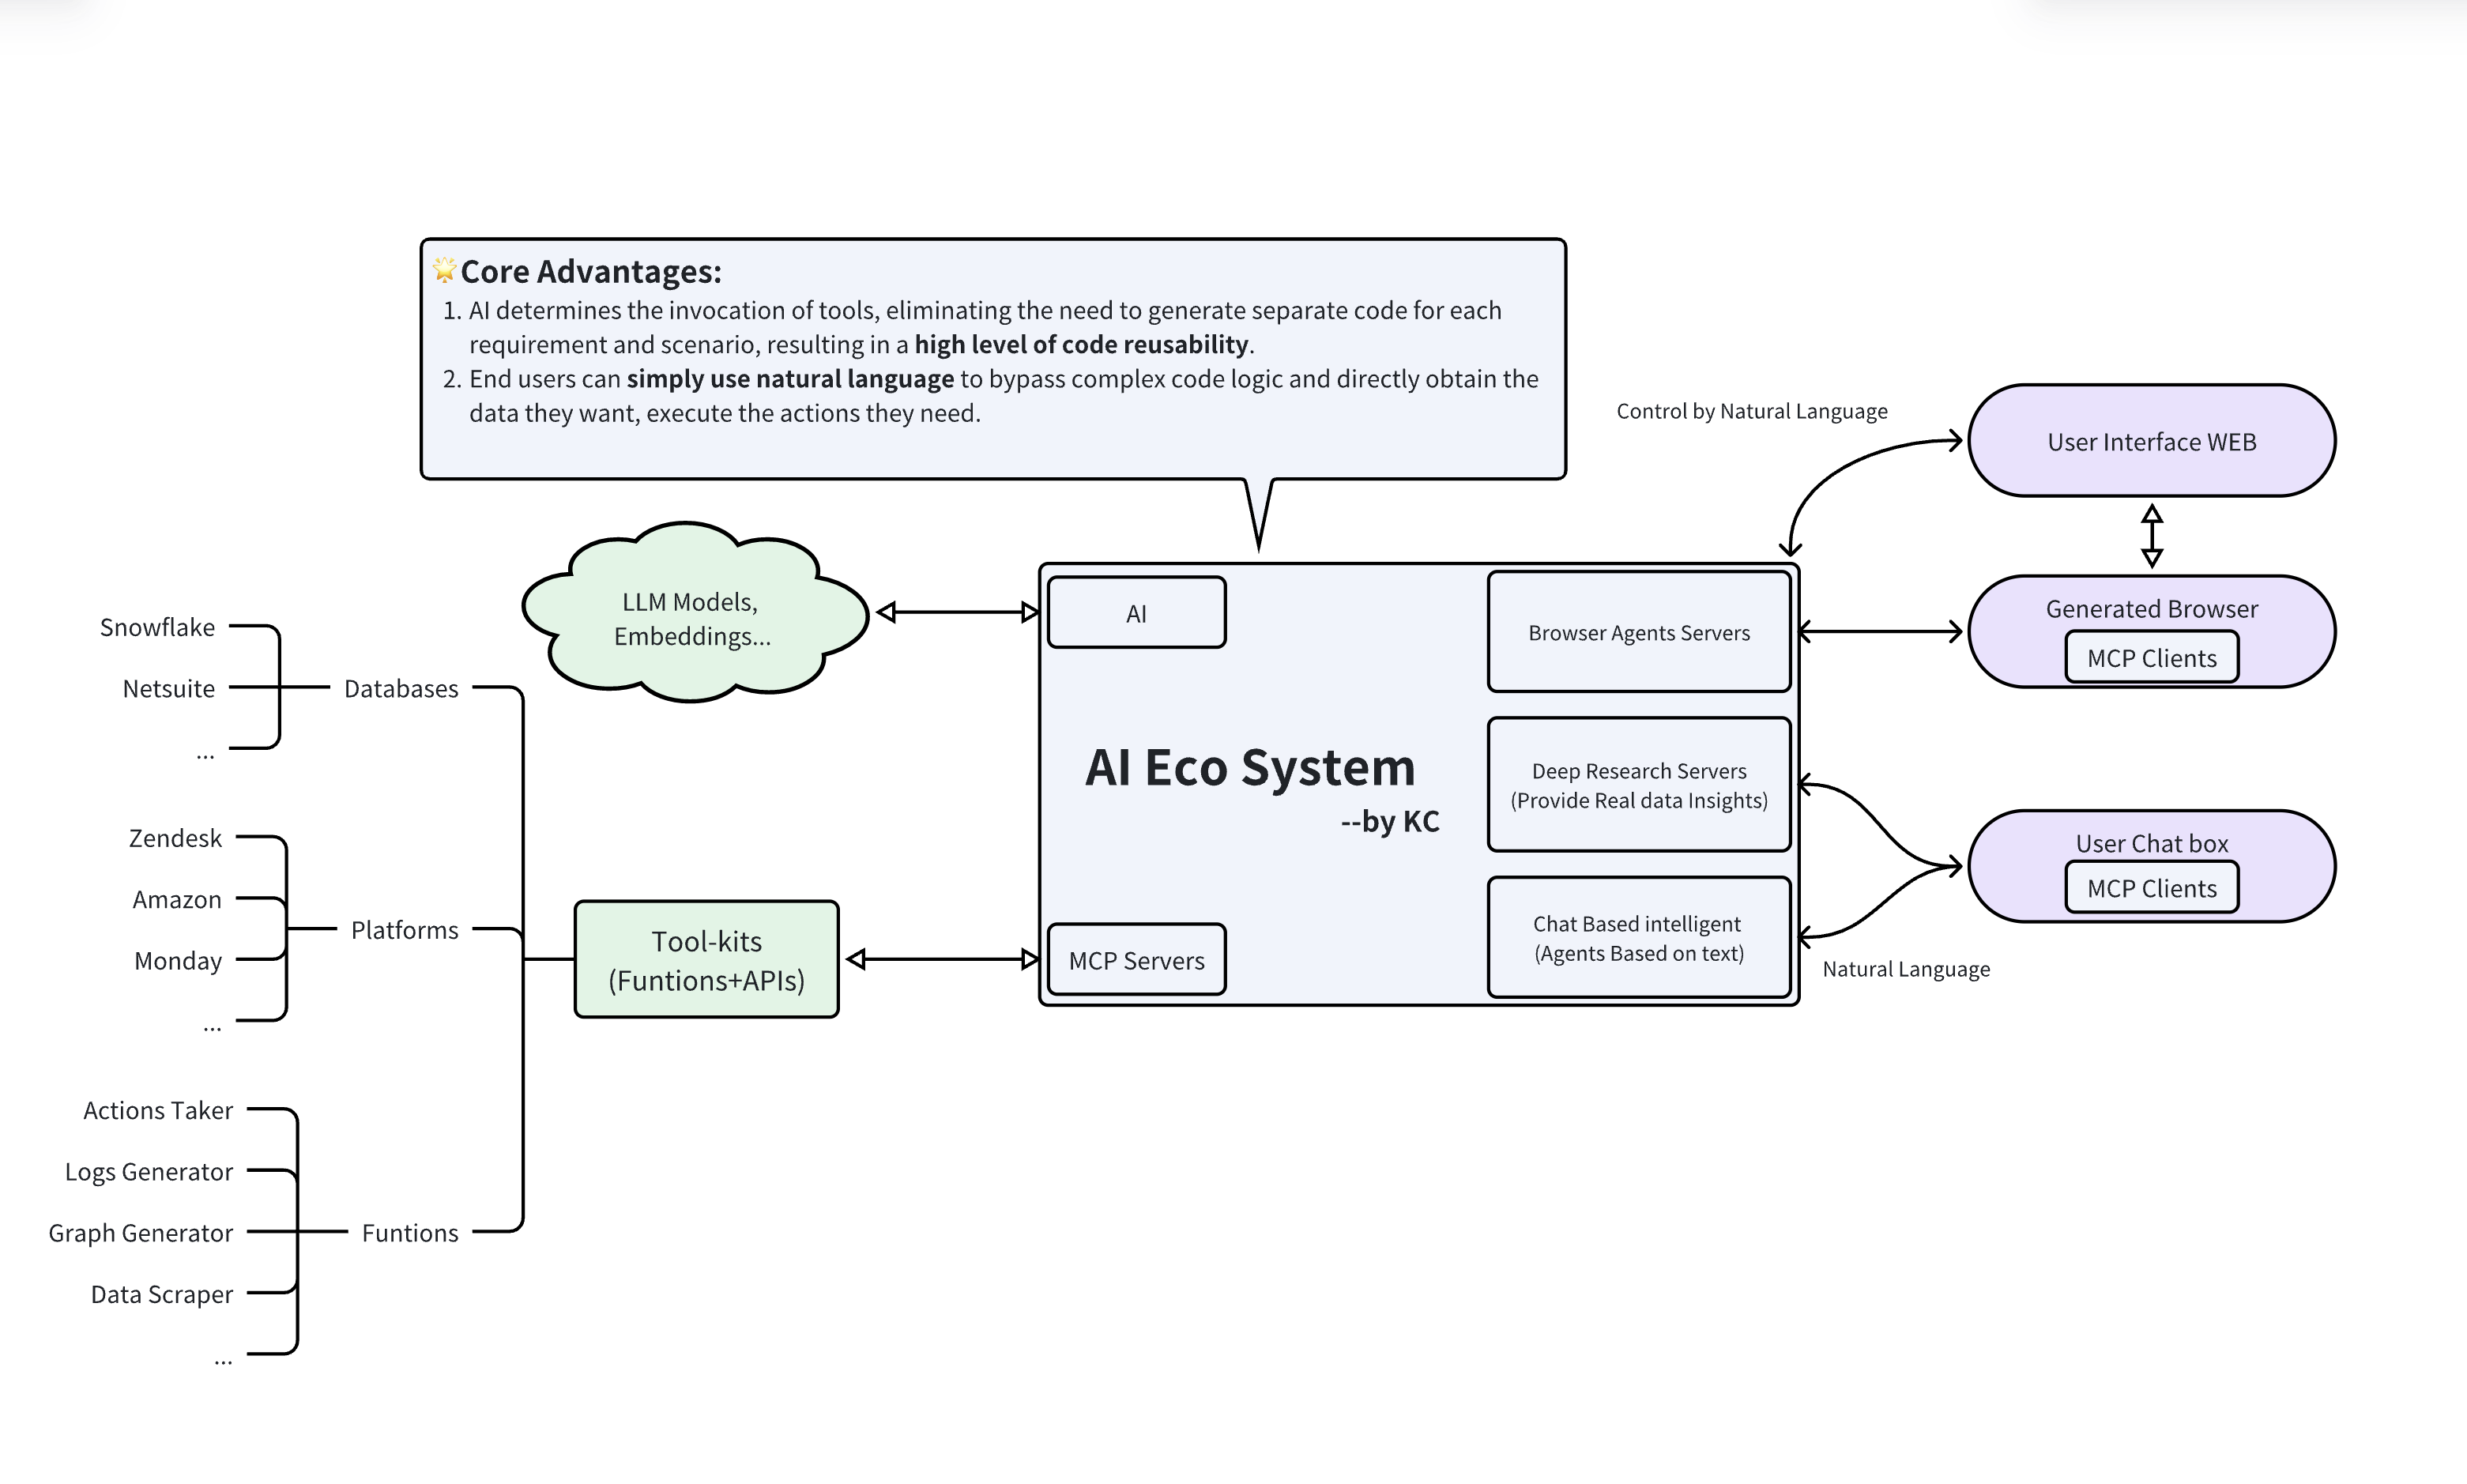 🌟Core Advantages:
1. AI determines the invocation of tools, eliminating the need to generate separate code for each
requirement and scenario, resulting in a high level of code reusability.
2. End users can simply use natural language to bypass complex code logic and directly obtain the
data they want, execute the actions they need.
Control by Natural Language
User Interface WEB
LLM Models,
Embeddings...
AI
Browser Agents Servers
Generated Browser
MCP Clients
Snowflake
Netsuite
...
Databases
AI Eco System
--by KC
Deep Research Servers
(Provide Real data Insights)
User Chat box
MCP Clients
Zendesk
Amazon
Monday
...
Platforms
Tool-kits
(Funtions+APIs)
MCP Servers
Chat Based intelligent
(Agents Based on text)
Natural Language
Actions Taker
Logs Generator
Graph Generator
Data Scraper
...
Funtions